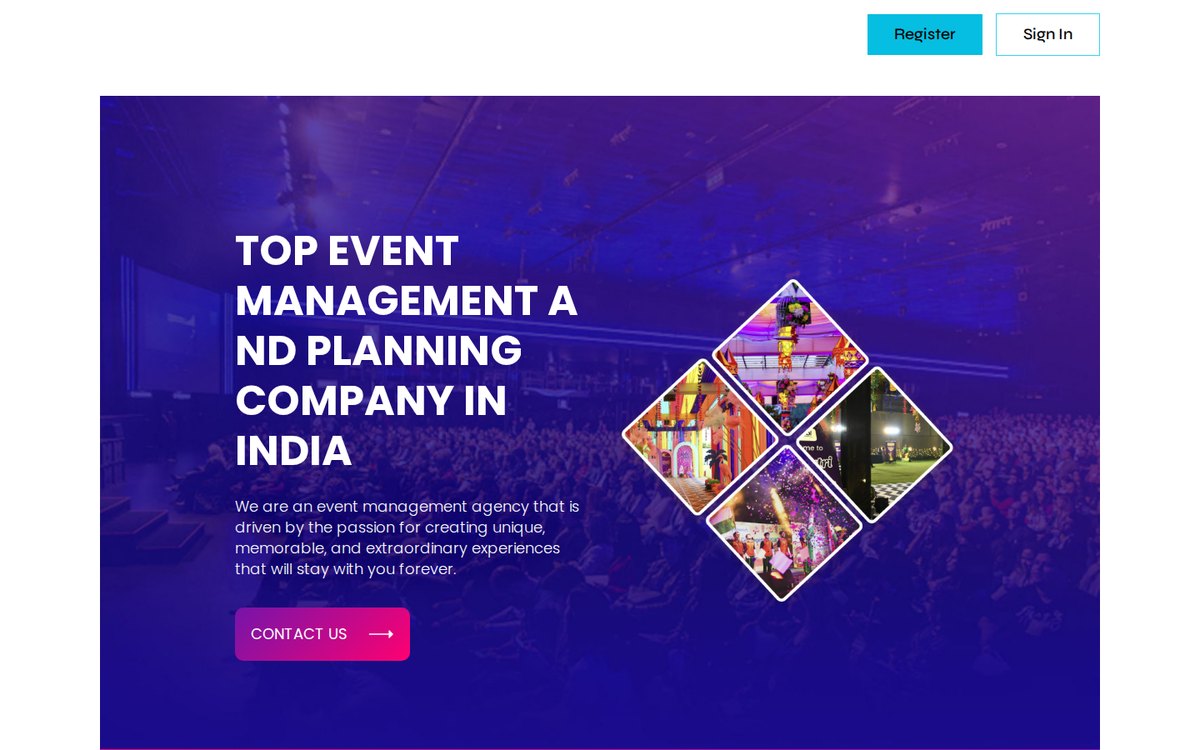 Register
Sign In
TOP EVENT
MANAGEMENT A
ND PLANNING
COMPANY IN
INDIA
We are an event management agency that is
driven by the passion for creating unique,
memorable, and extraordinary experiences
that will stay with you forever.
CONTACT US
me to